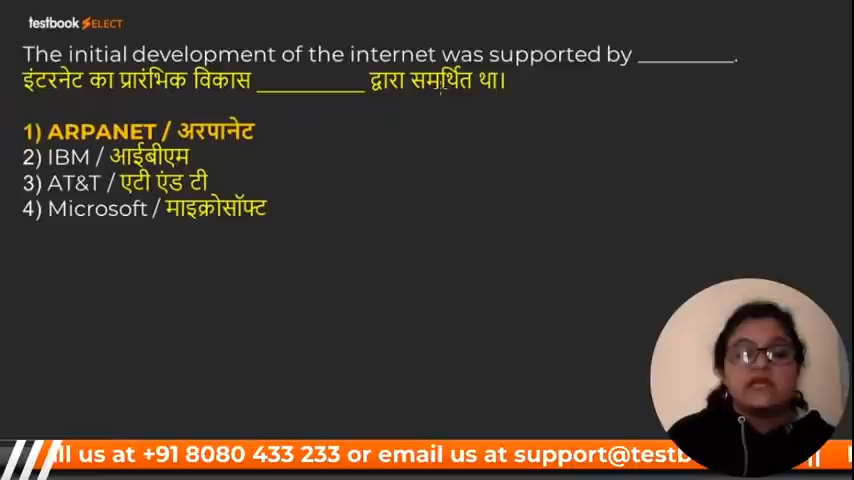 testbook SELECT
The initial development of the internet was supported by _________.
इंटरनेट का प्रारंभिक विकास __________ द्वारा समर्थित था।
1) ARPANET / अरपानेट
2) IBM / आईबीएम
3) AT&T / एटी एंड टी
4) Microsoft / माइक्रोसॉफ्ट
ll us at +91 8080 433 233 or email us at support@testb